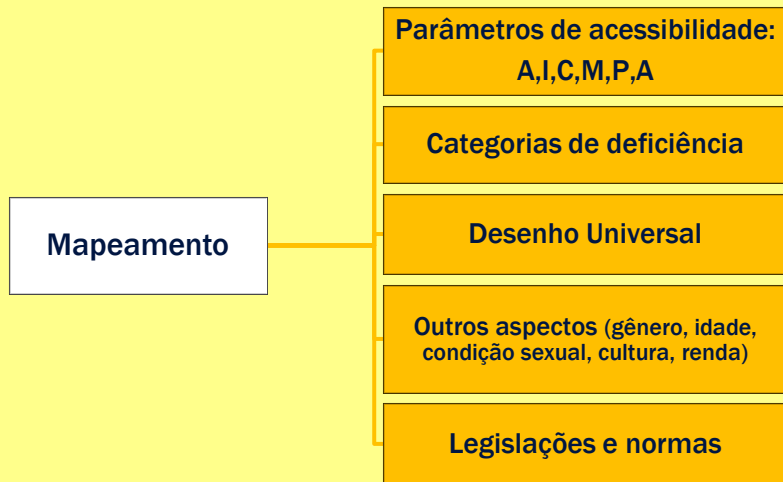 Parâmetros de acessibilidade:
A,I,C,M,P,A
Categorias de deficiência
Mapeamento
Desenho Universal
Outros aspectos (gênero, idade,
condição sexual, cultura, renda)
Legislações e normas